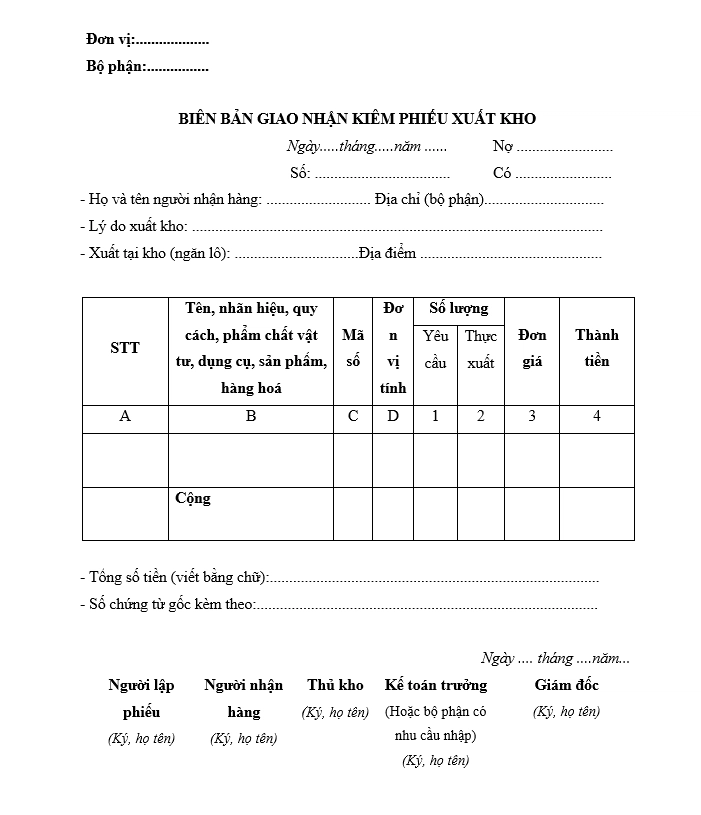 Đơn vị:...................
Bộ phận:................
BIÊN BẢN GIAO NHẬN KIÊM PHIẾU XUẤT KHO
Ngày.....tháng.....năm ...... Nợ .........................
Số: ................................... Có .........................
- Họ và tên người nhận hàng: ........................... Địa chỉ (bộ phận)...............................
- Lý do xuất kho: ...........................................................................................................
- Xuất tại kho (ngăn lô): ................................Địa điểm ...............................................
STT
Tên, nhãn hiệu, quy
cách, phẩm chất vật
tư, dụng cụ, sản phẩm,
hàng hoá
Mã
số
Đơ
n
vị
tính
Số lượng
Yêu
cầu
Thực
xuất
Đơn
giá
Thành
tiền
A B C D 1 2 3 4
Cộng
- Tổng số tiền (viết bằng chữ):......................................................................................
- Số chứng từ gốc kèm theo:.........................................................................................
Ngày .... tháng ....năm...
Người lập
phiếu
(Ký, họ tên)
Người nhận
hàng
(Ký, họ tên)
Thủ kho
(Ký, họ tên)
Kế toán trưởng
(Hoặc bộ phận có
nhu cầu nhập)
(Ký, họ tên)
Giám đốc
(Ký, họ tên)